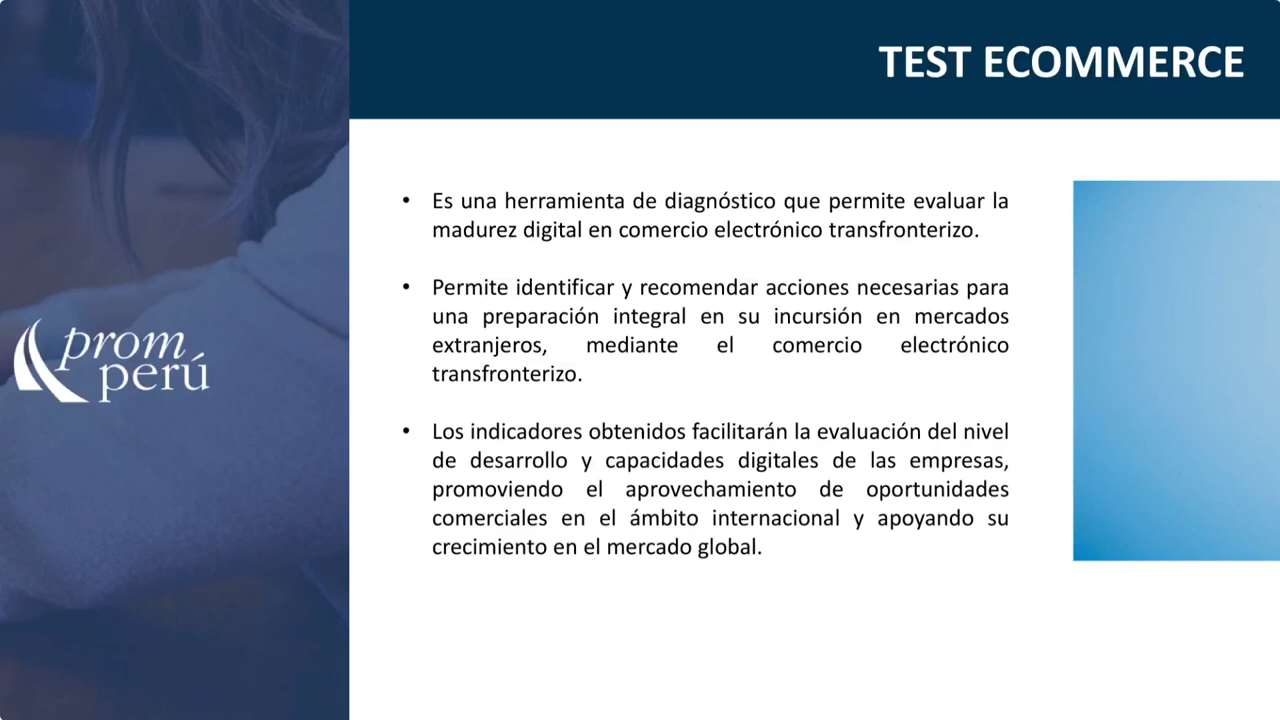 TEST ECOMMERCE
• Es una herramienta de diagnóstico que permite evaluar la
madurez digital en comercio electrónico transfronterizo.
• Permite identificar y recomendar acciones necesarias para
una preparación integral en su incursión en mercados
extranjeros, mediante el comercio electrónico
transfronterizo.
• Los indicadores obtenidos facilitarán la evaluación del nivel
de desarrollo y capacidades digitales de las empresas,
promoviendo el aprovechamiento de oportunidades
comerciales en el ámbito internacional y apoyando su
crecimiento en el mercado global.
prom
perú